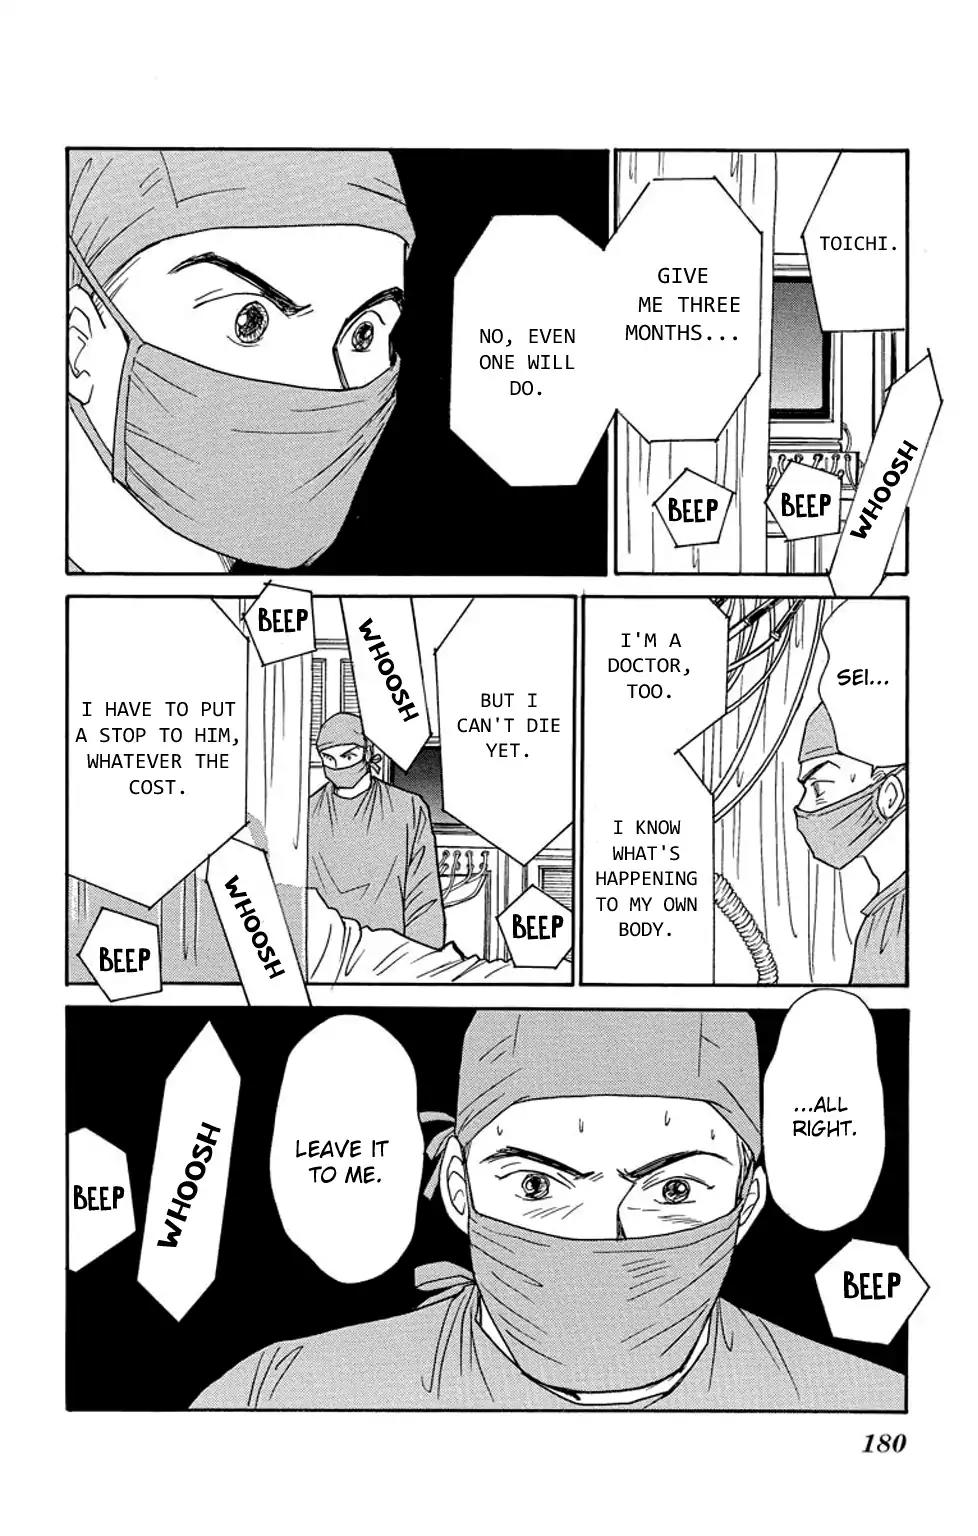 TOICHI.
GIVE
ME THREE
MONTHS...
NO, EVEN
ONE WILL
DO.
WHOOSH
BEEP
BEEP
SEI...
I'M A
DOCTOR,
TOO.
I KNOW
WHAT'S
HAPPENING
TO MY OWN
BODY.
BUT I
CAN'T DIE
YET.
WHOOSH
BEEP
I HAVE TO PUT
A STOP TO HIM,
WHATEVER THE
COST.
BEEP
WHOOSH
BEEP
...ALL
RIGHT.
LEAVE IT
TO ME.
BEEP
WHOOSH
BEEP
180